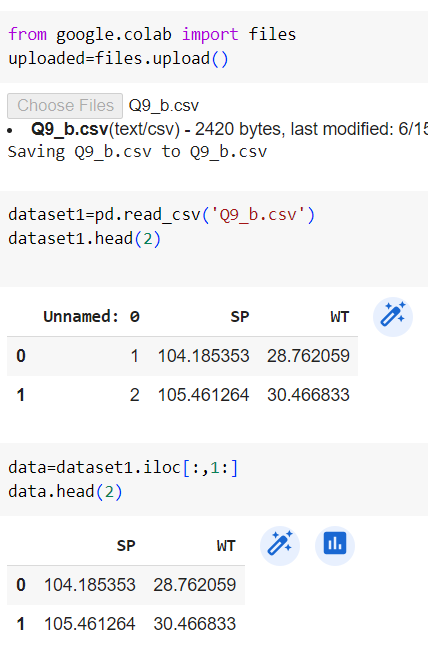 from google.colab import files
uploaded=files.upload()
Choose Files Q9_b.csv
• Q9_b.csv(text/csv) - 2420 bytes, last modified: 6/15
Saving Q9_b.csv to Q9_b.csv
dataset1=pd.read_csv('Q9_b.csv')
dataset1.head(2)
Unnamed: 0 SP WT
0 1 104.185353 28.762059
1 2 105.461264 30.466833
data=dataset1.iloc[:,1:]
data.head(2)
SP WT
0 104.185353 28.762059
1 105.461264 30.466833